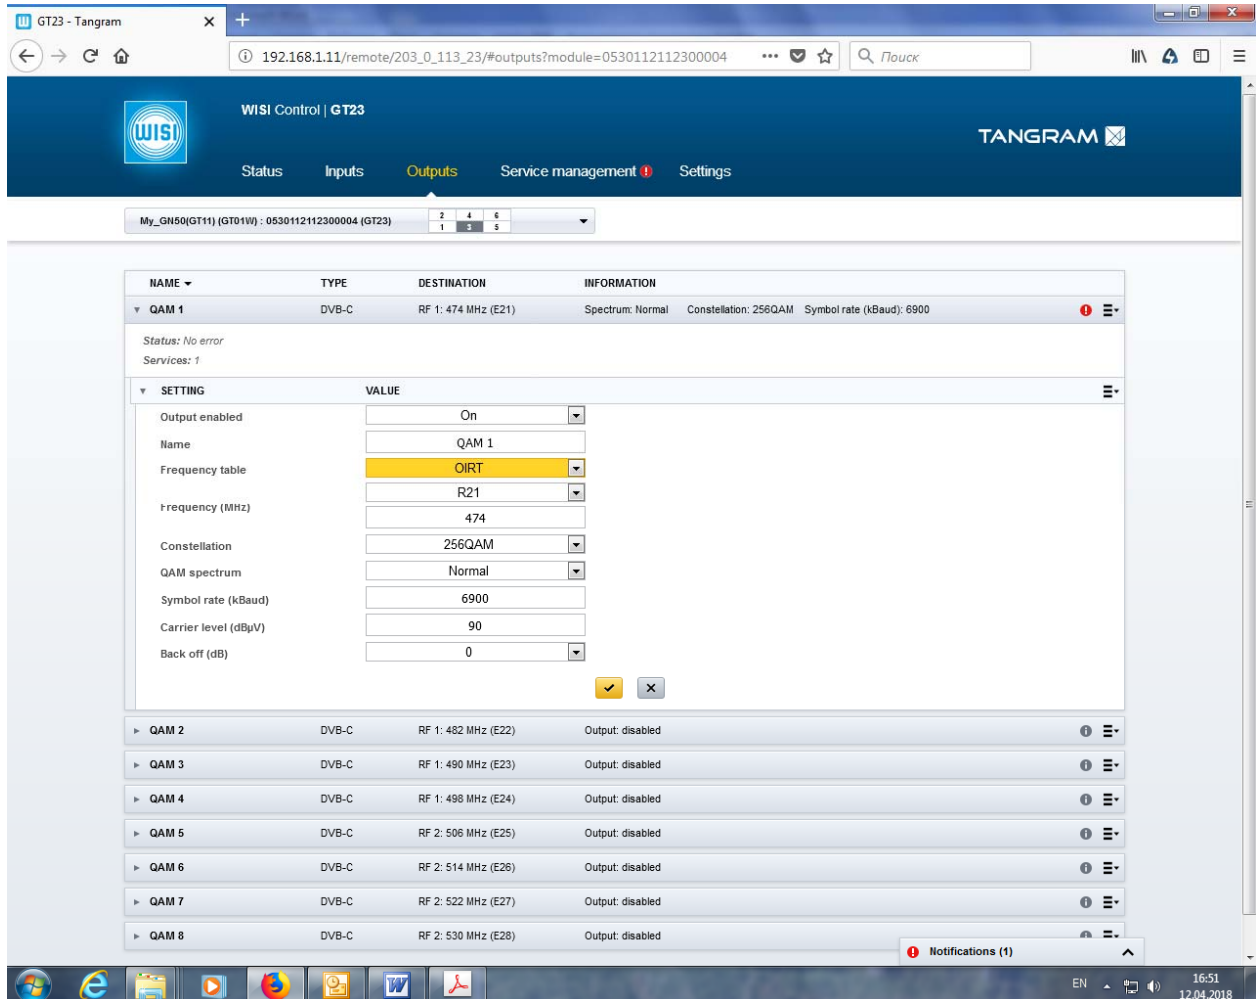 GT23 - Tangram
192.168.1.11/remote/203_0_113_23/#outputs?module=0530112112300004
Поиск
WISI
WISI Control | GT23
TANGRAM
Status Inputs Outputs Service management Settings
My_GN50(GT11) (GT01W) : 0530112112300004 (GT23)
2 4 6
1 3 5
NAME TYPE DESTINATION INFORMATION
QAM 1 DVB-C RF 1: 474 MHz (E21) Spectrum: Normal Constellation: 256QAM Symbol rate (kBaud): 6900
Status: No error
Services: 1
SETTING VALUE
Output enabled On
Name QAM 1
Frequency table OIRT
R21
Frequency (MHz)
474
Constellation 256QAM
QAM spectrum Normal
Symbol rate (kBaud) 6900
Carrier level (dBµV) 90
Back off (dB) 0
QAM 2 DVB-C RF 1: 482 MHz (E22) Output: disabled
QAM 3 DVB-C RF 1: 490 MHz (E23) Output: disabled
QAM 4 DVB-C RF 1: 498 MHz (E24) Output: disabled
QAM 5 DVB-C RF 2: 506 MHz (E25) Output: disabled
QAM 6 DVB-C RF 2: 514 MHz (E26) Output: disabled
QAM 7 DVB-C RF 2: 522 MHz (E27) Output: disabled
QAM 8 DVB-C RF 2: 530 MHz (E28) Output: disabled
Notifications (1)
EN 16:51
12.04.2018